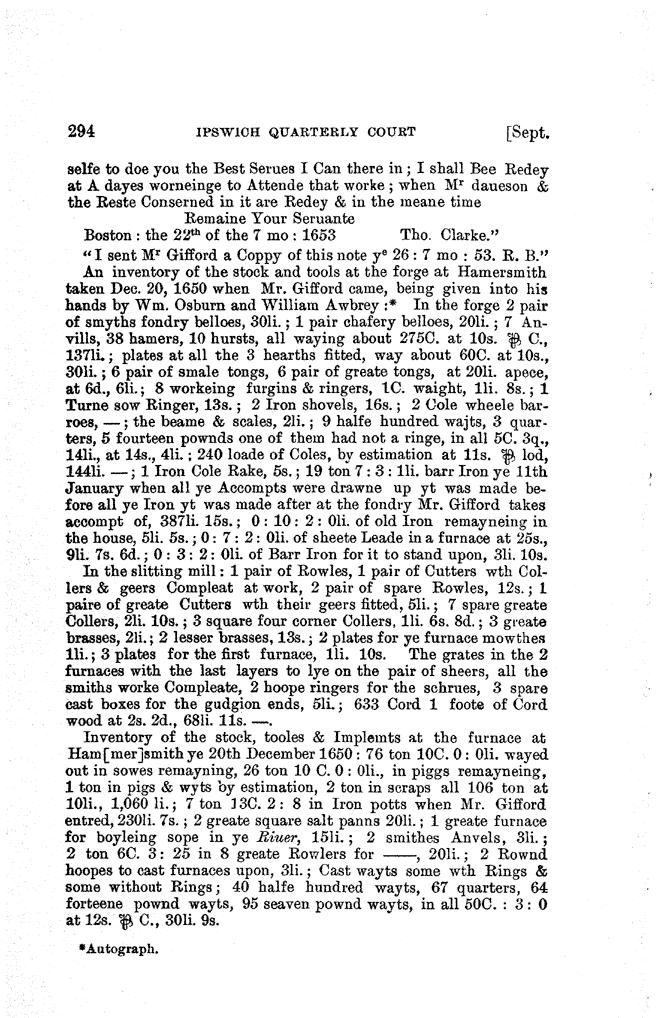 294 IPSWICH QUARTERLY COURT [Sept.
selfe to doe you the Best Serues I Can there in; I shall Bee Redey
at A dayes worneinge to Attende that worke; when Mʳ daueson &
the Reste Conserned in it are Redey & in the meane time
Remaine Your Seruante
Boston: the 22ᵗʰ of the 7 mo: 1653 Tho. Clarke."
"I sent Mʳ Gifford a Coppy of this note yᵉ 26: 7 mo: 53. R. B."
An inventory of the stock and tools at the forge at Hamersmith
taken Dec. 20, 1650 when Mr. Gifford came, being given into his
hands by Wm. Osburn and William Awbrey:* In the forge 2 pair
of smyths fondry belloes, 30li.; 1 pair chafery belloes, 20li.; 7 An-
vills, 38 hamers, 10 hursts, all waying about 275C. at 10s. ⅌ C.,
137li.; plates at all the 3 hearths fitted, way about 60C. at 10s.,
30li.; 6 pair of smale tongs, 6 pair of greate tongs, at 20li. apece,
at 6d., 6li.; 8 workeing furgins & ringers, 1C. waight, 1li. 8s.; 1
Turne sow Ringer, 13s.; 2 Iron shovels, 16s.; 2 Cole wheele bar-
roes, —; the beame & scales, 2li.; 9 halfe hundred wajts, 3 quar-
ters, 5 fourteen pownds one of them had not a ringe, in all 5C. 3q.,
14li., at 14s., 4li.; 240 loade of Coles, by estimation at 11s. ⅌ lod,
144li. —; 1 Iron Cole Rake, 5s.; 19 ton 7: 3: 1li. barr Iron ye 11th
January when all ye Accompts were drawne up yt was made be-
fore all ye Iron yt was made after at the fondry Mr. Gifford takes
accompt of, 387li. 15s.; 0: 10: 2: 0li. of old Iron remayneing in
the house, 5li. 5s.; 0: 7: 2: 0li. of sheete Leade in a furnace at 25s.,
9li. 7s. 6d.; 0: 3: 2: 0li. of Barr Iron for it to stand upon, 3li. 10s.
In the slitting mill: 1 pair of Rowles, 1 pair of Cutters wth Col-
lers & geers Compleat at work, 2 pair of spare Rowles, 12s.; 1
paire of greate Cutters wth their geers fitted, 5li.; 7 spare greate
Collers, 2li. 10s.; 3 square four corner Collers, 1li. 6s. 8d.; 3 greate
brasses, 2li.; 2 lesser brasses, 13s.; 2 plates for ye furnace mowthes
1li.; 3 plates for the first furnace, 1li. 10s. The grates in the 2
furnaces with the last layers to lye on the pair of sheers, all the
smiths worke Compleate, 2 hoope ringers for the schrues, 3 spare
cast boxes for the gudgion ends, 5li.; 633 Cord 1 foote of Cord
wood at 2s. 2d., 68li. 11s. —.
Inventory of the stock, tooles & Implemts at the furnace at
Ham[mer]smith ye 20th December 1650: 76 ton 10C. 0: 0li. wayed
out in sowes remayning, 26 ton 10 C. 0: 0li., in piggs remayneing,
1 ton in pigs & wyts by estimation, 2 ton in scraps all 106 ton at
10li., 1,060 li.; 7 ton 13C. 2: 8 in Iron potts when Mr. Gifford
entred, 230li. 7s.; 2 greate square salt panns 20li.; 1 greate furnace
for boyleing sope in ye Riuer, 15li.; 2 smithes Anvels, 3li.;
2 ton 6C. 3: 25 in 8 greate Rowlers for ——, 20li.; 2 Rownd
hoopes to cast furnaces upon, 3li.; Cast wayts some wth Rings &
some without Rings; 40 halfe hundred wayts, 67 quarters, 64
forteene pownd wayts, 95 seaven pownd wayts, in all 50C.: 3: 0
at 12s. ⅌ C., 30li. 9s.
*Autograph.